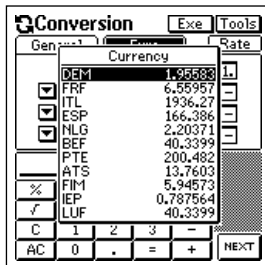 Conversion Exe Tools
Rate
Currency
DEM 1.95583
FRF 6.55957
ITL 1936.27
ESP 166.386
NLG 2.20371
BEF 40.3399
PTE 200.482
ATS 13.7603
FIM 5.94573
IEP 0.787564
LUF 40.3399
1.
%
√
C 1 2 3 −
AC 0 . = + NEXT